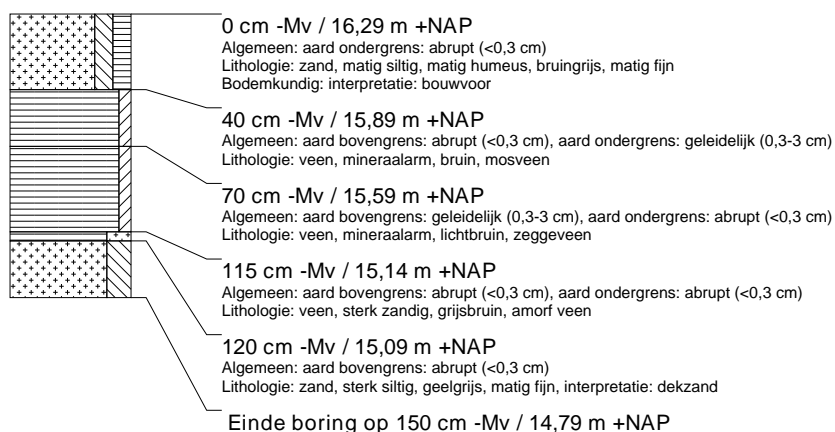 0 cm -Mv / 16,29 m +NAP
Algemeen: aard ondergrens: abrupt (<0,3 cm)
Lithologie: zand, matig siltig, matig humeus, bruingrijs, matig fijn
Bodemkundig: interpretatie: bouwvoor
40 cm -Mv / 15,89 m +NAP
Algemeen: aard bovengrens: abrupt (<0,3 cm), aard ondergrens: geleidelijk (0,3-3 cm)
Lithologie: veen, mineraalarm, bruin, mosveen
70 cm -Mv / 15,59 m +NAP
Algemeen: aard bovengrens: geleidelijk (0,3-3 cm), aard ondergrens: abrupt (<0,3 cm)
Lithologie: veen, mineraalarm, lichtbruin, zeggeveen
115 cm -Mv / 15,14 m +NAP
Algemeen: aard bovengrens: abrupt (<0,3 cm), aard ondergrens: abrupt (<0,3 cm)
Lithologie: veen, sterk zandig, grijsbruin, amorf veen
120 cm -Mv / 15,09 m +NAP
Algemeen: aard bovengrens: abrupt (<0,3 cm)
Lithologie: zand, sterk siltig, geelgrijs, matig fijn, interpretatie: dekzand
Einde boring op 150 cm -Mv / 14,79 m +NAP